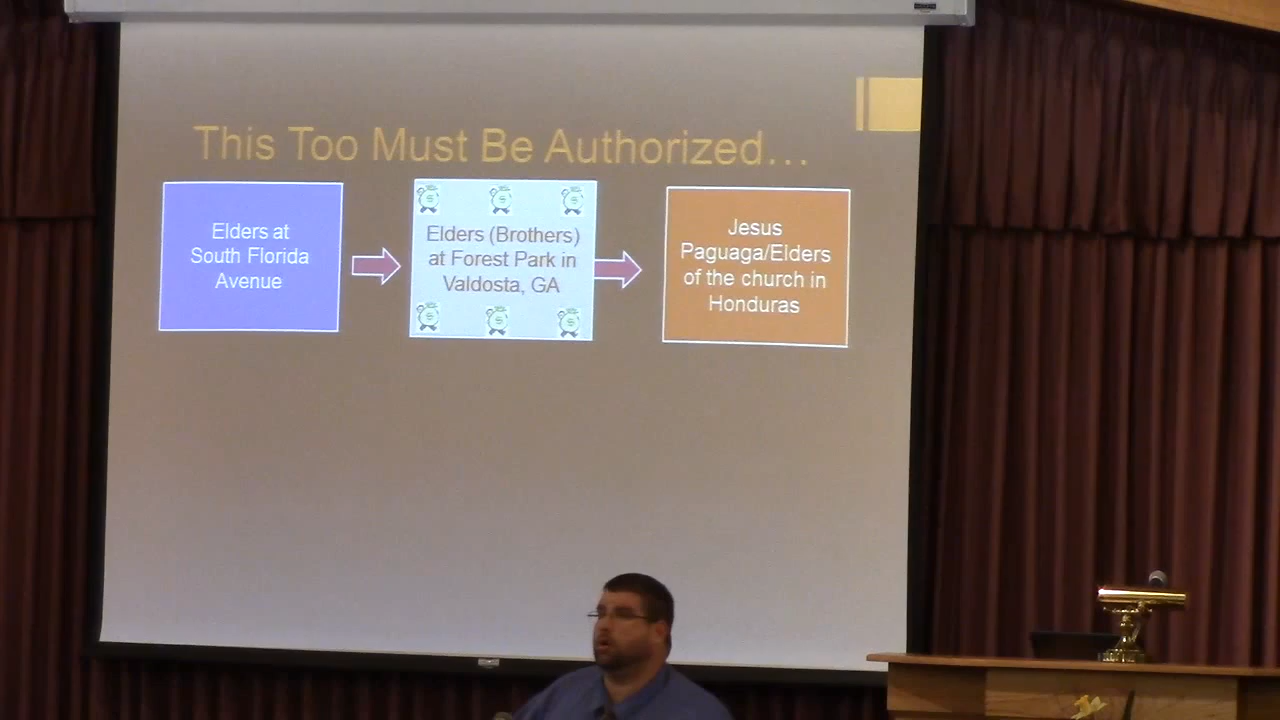 This Too Must Be Authorized…
Elders at
South Florida
Avenue
Elders (Brothers)
at Forest Park in
Valdosta, GA
Jesus
Paguaga/Elders
of the church in
Honduras